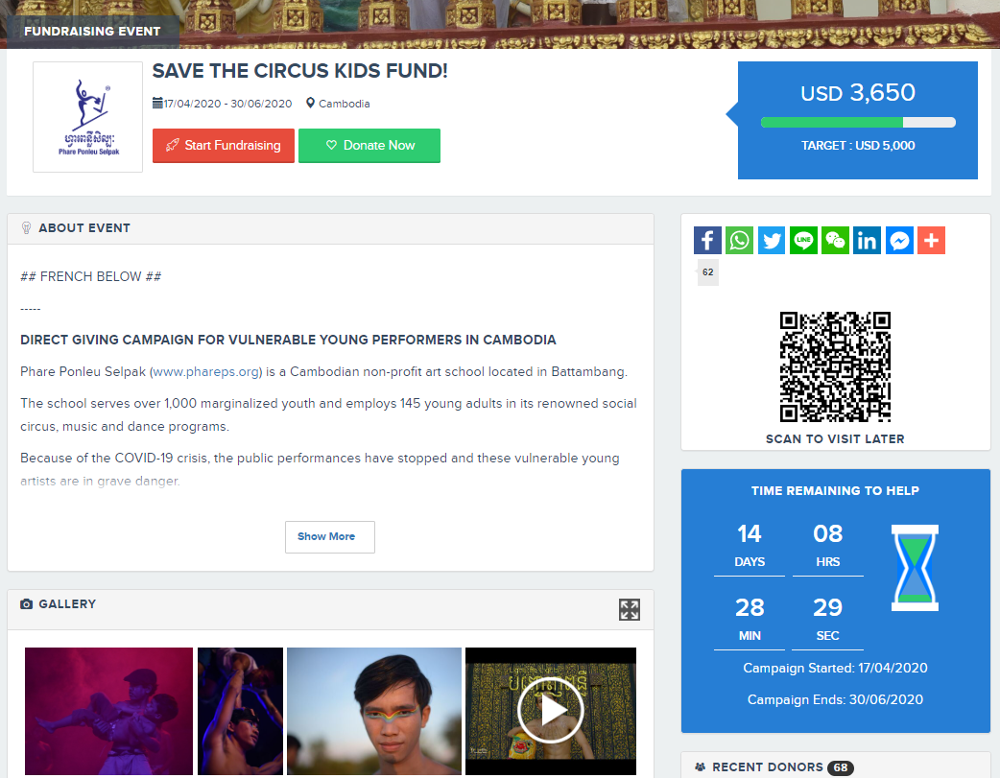 FUNDRAISING EVENT
SAVE THE CIRCUS KIDS FUND!
17/04/2020 - 30/06/2020 Cambodia
Start Fundraising Donate Now
ហ្វារពន្លឺសិល្បៈ
Phare Ponleu Selpak
USD 3,650
TARGET : USD 5,000
ABOUT EVENT
## FRENCH BELOW ##
-----
DIRECT GIVING CAMPAIGN FOR VULNERABLE YOUNG PERFORMERS IN CAMBODIA
Phare Ponleu Selpak (www.phareps.org) is a Cambodian non-profit art school located in Battambang.
The school serves over 1,000 marginalized youth and employs 145 young adults in its renowned social
circus, music and dance programs.
Because of the COVID-19 crisis, the public performances have stopped and these vulnerable young
artists are in grave danger.
Show More
GALLERY
LINE
62
SCAN TO VISIT LATER
TIME REMAINING TO HELP
14 08
DAYS HRS
28 29
MIN SEC
Campaign Started: 17/04/2020
Campaign Ends: 30/06/2020
RECENT DONORS 68